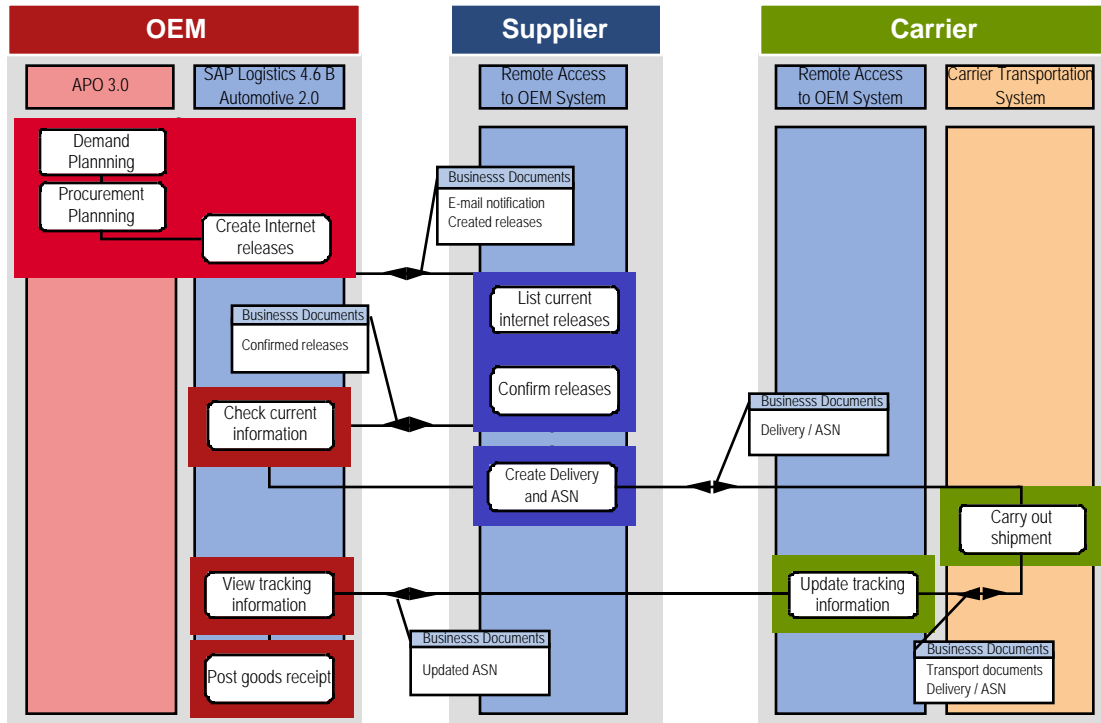 OEM
Supplier
Carrier
APO 3.0
SAP Logistics 4.6 B
Automotive 2.0
Remote Access
to OEM System
Remote Access
to OEM System
Carrier Transportation
System
Demand
Plannning
Procurement
Plannning
Create Internet
releases
Businesss Documents
E-mail notification
Created releases
List current
internet releases
Businesss Documents
Confirmed releases
Confirm releases
Check current
information
Businesss Documents
Delivery / ASN
Create Delivery
and ASN
Carry out
shipment
View tracking
information
Update tracking
information
Businesss Documents
Updated ASN
Businesss Documents
Transport documents
Delivery / ASN
Post goods receipt